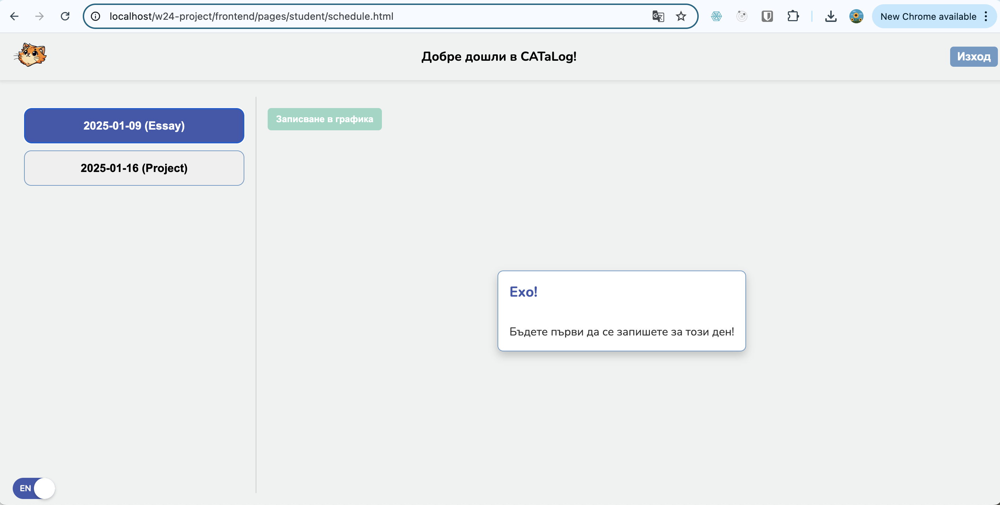 localhost/w24-project/frontend/pages/student/schedule.html
New Chrome available
Добре дошли в CATaLog!
Изход
2025-01-09 (Essay)
2025-01-16 (Project)
Записване в графика
Ехо!
Бъдете първи да се запишете за този ден!
EN